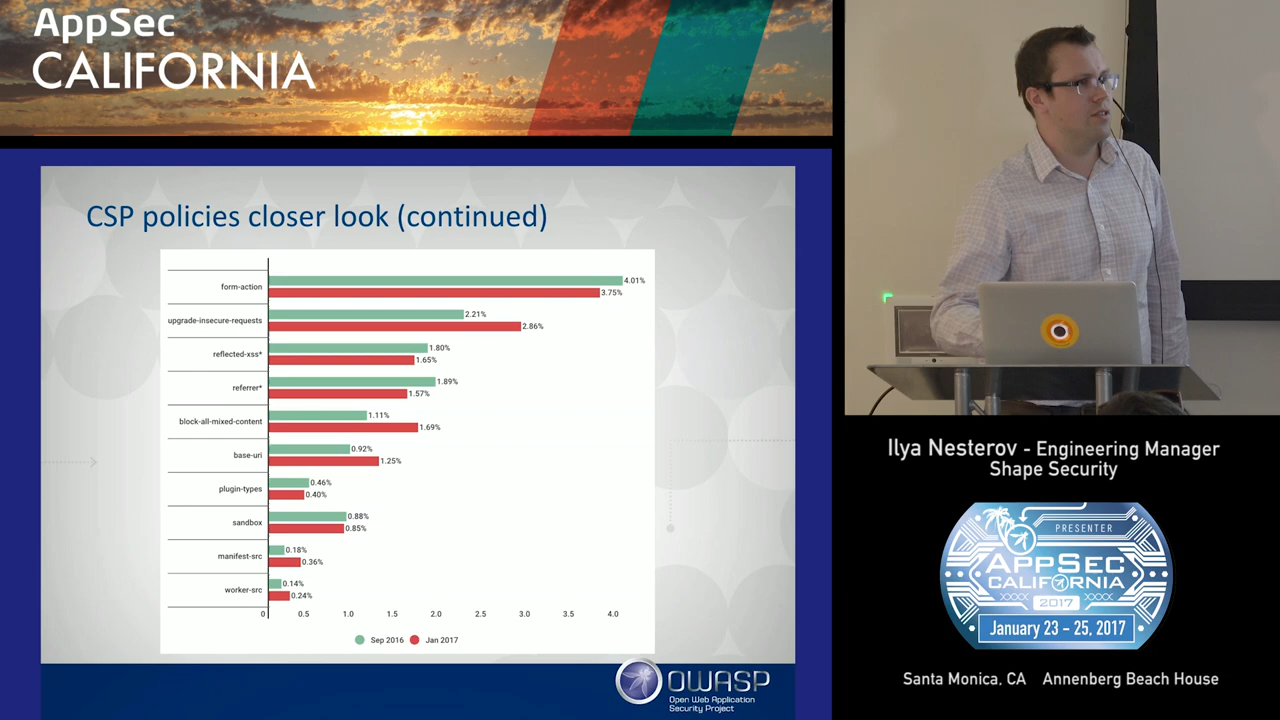 AppSec
CALIFORNIA
CSP policies closer look (continued)
form-action
4.01%
3.75%
upgrade-insecure-requests
2.21%
2.86%
reflected-xss*
1.80%
1.65%
referrer*
1.89%
1.57%
block-all-mixed-content
1.11%
1.69%
base-uri
0.92%
1.25%
plugin-types
0.46%
0.40%
sandbox
0.88%
0.85%
manifest-src
0.18%
0.36%
worker-src
0.14%
0.24%
0 0.5 1.0 1.5 2.0 2.5 3.0 3.5 4.0
Sep 2016 Jan 2017
OWASP
Open Web Application
Security Project
Ilya Nesterov - Engineering Manager
Shape Security
PRESENTER
APPSEC
CALIFORNIA
2017
January 23 - 25, 2017
Santa Monica, CA Annenberg Beach House